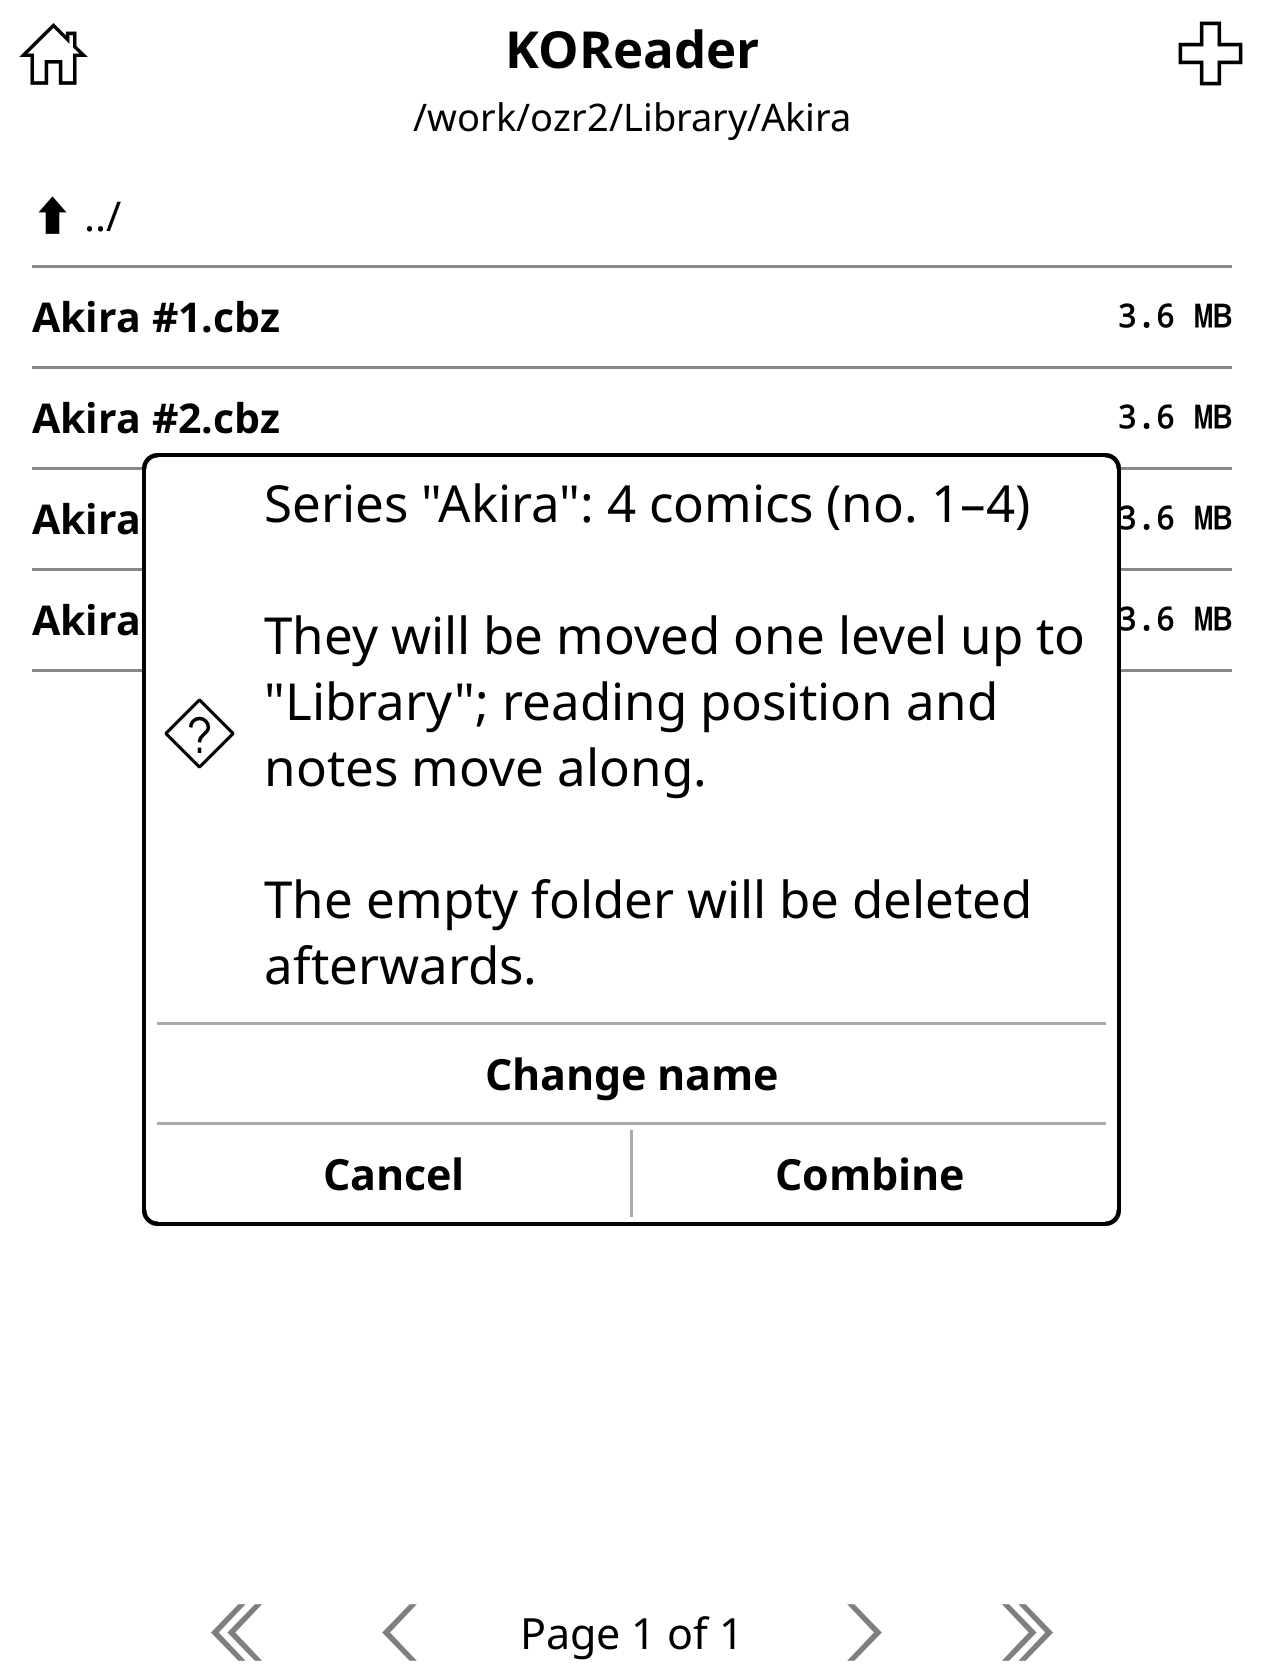 KOReader
/work/ozr2/Library/Akira
../
Akira #1.cbz 3.6 MB
Akira #2.cbz 3.6 MB
Akira 3.6 MB
Akira 3.6 MB
Series "Akira": 4 comics (no. 1–4)
They will be moved one level up to
"Library"; reading position and
notes move along.
The empty folder will be deleted
afterwards.
?
Change name
Cancel Combine
Page 1 of 1